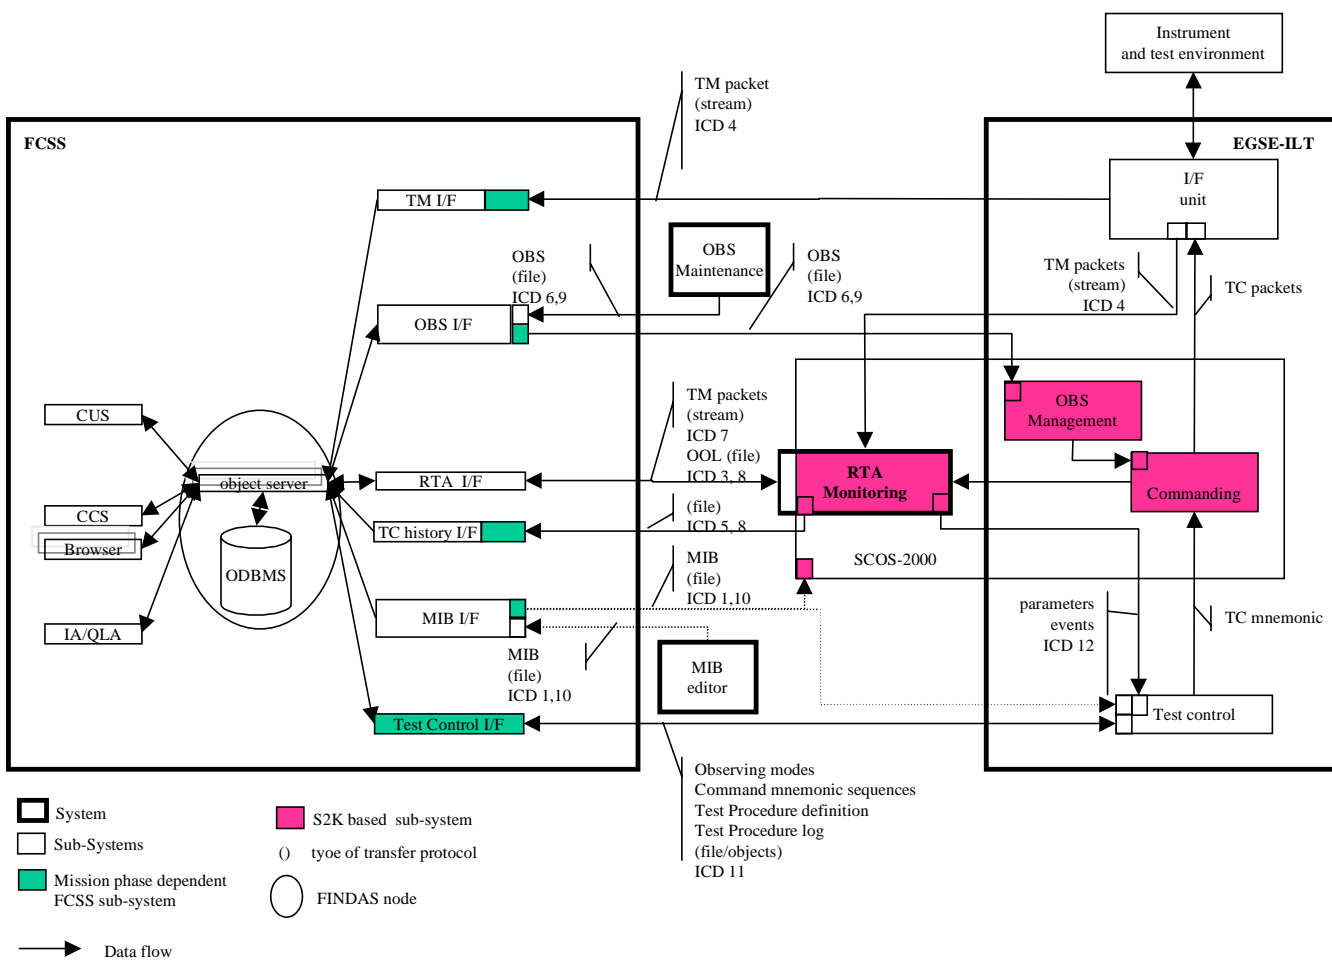 Instrument
and test environment
FCSS
EGSE-ILT
TM packet
(stream)
ICD 4
I/F
unit
TM I/F
OBS
(file)
ICD 6,9
OBS
Maintenance
OBS
(file)
ICD 6,9
TM packets
(stream)
ICD 4
TC packets
OBS I/F
CUS
TM packets
(stream)
ICD 7
OOL (file)
ICD 3, 8
OBS
Management
object server
RTA I/F
RTA
Monitoring
Commanding
CCS
TC history I/F
(file)
ICD 5, 8
Browser
ODBMS
MIB
(file)
ICD 1,10
SCOS-2000
MIB I/F
IA/QLA
parameters
events
ICD 12
TC mnemonic
MIB
(file)
ICD 1,10
MIB
editor
Test Control I/F
Test control
Observing modes
Command mnemonic sequences
Test Procedure definition
Test Procedure log
(file/objects)
ICD 11
System
Sub-Systems
Mission phase dependent
FCSS sub-system
Data flow
S2K based sub-system
() tyoe of transfer protocol
FINDAS node